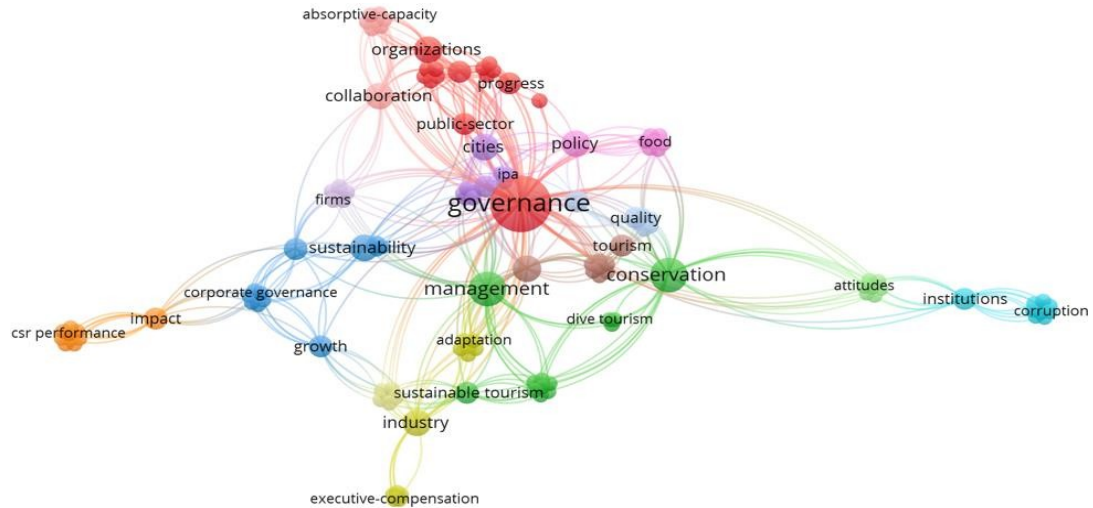 absorptive-capacity
organizations
progress
collaboration
public-sector
cities
policy
food
ipa
firms
governance
quality
sustainability
tourism
conservation
management
attitudes
corporate governance
institutions
corruption
impact
dive tourism
csr performance
growth
adaptation
sustainable tourism
industry
executive-compensation